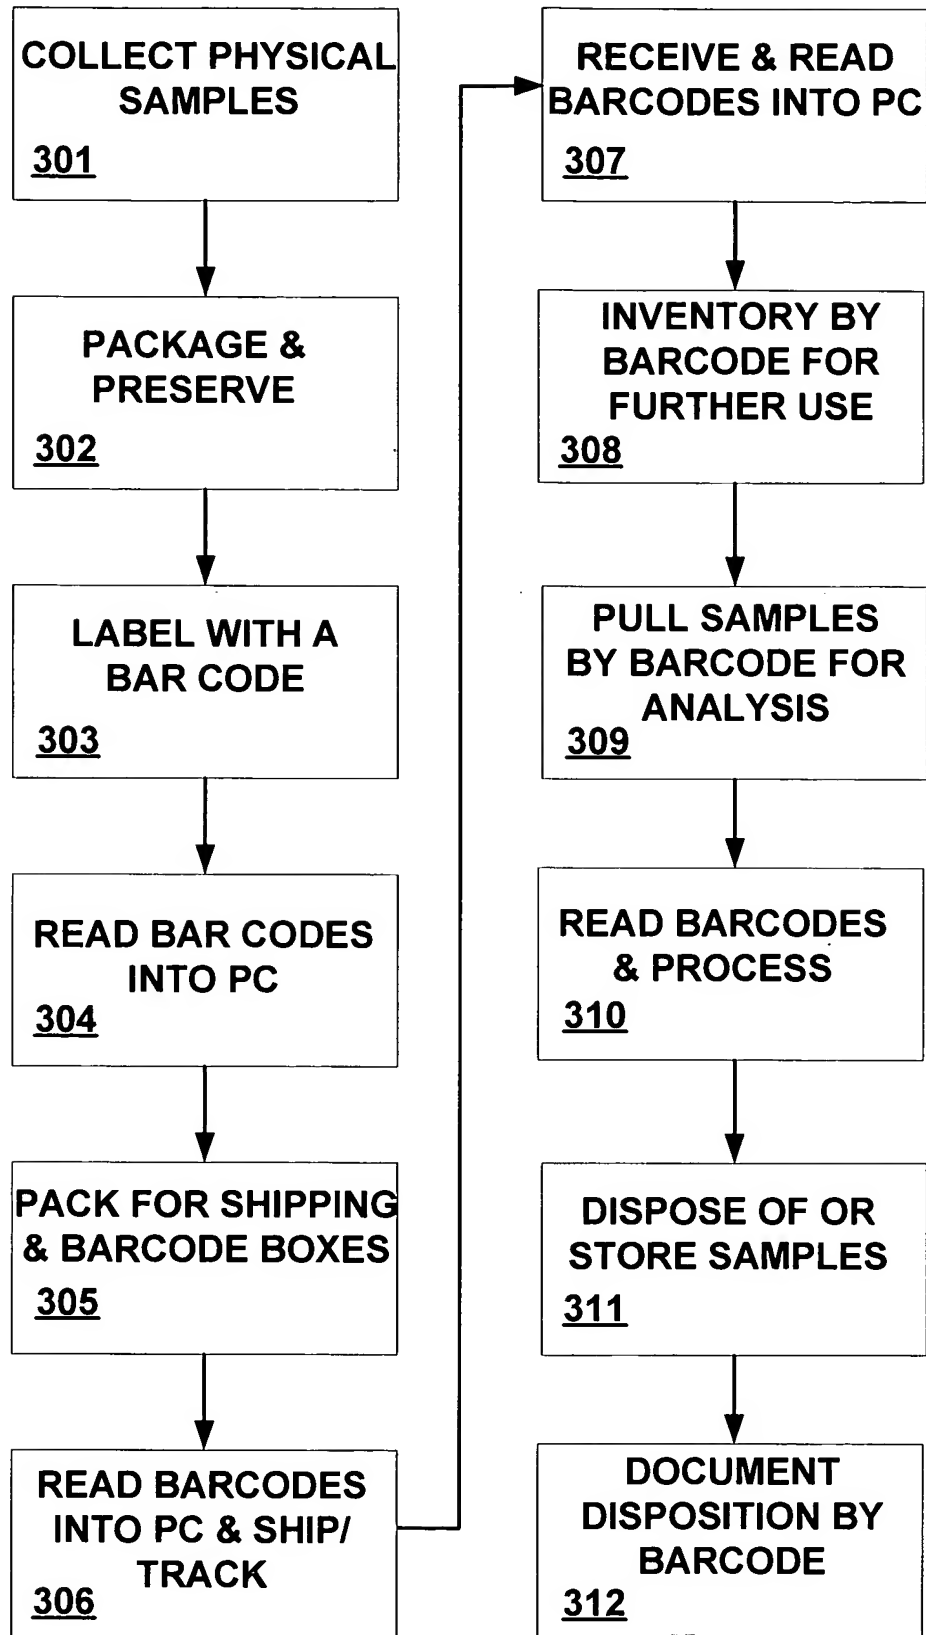 COLLECT PHYSICAL
SAMPLES
301
PACKAGE &
PRESERVE
302
LABEL WITH A
BAR CODE
303
READ BAR CODES
INTO PC
304
PACK FOR SHIPPING
& BARCODE BOXES
305
READ BARCODES
INTO PC & SHIP/
TRACK
306
RECEIVE & READ
BARCODES INTO PC
307
INVENTORY BY
BARCODE FOR
FURTHER USE
308
PULL SAMPLES
BY BARCODE FOR
ANALYSIS
309
READ BARCODES
& PROCESS
310
DISPOSE OF OR
STORE SAMPLES
311
DOCUMENT
DISPOSITION BY
BARCODE
312